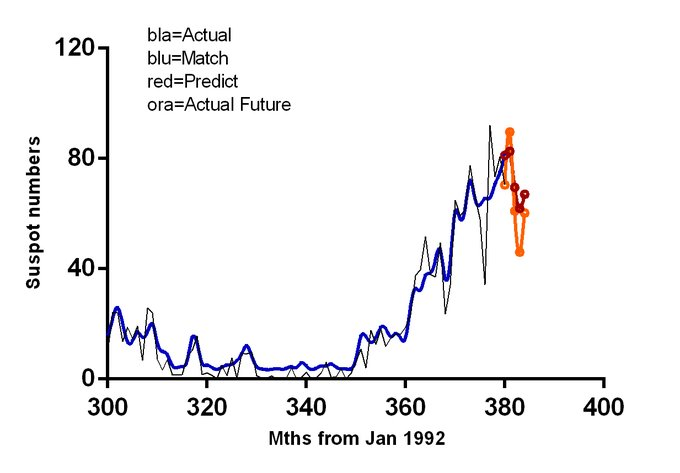 bla=Actual
blu=Match
red=Predict
ora=Actual Future
120
80
40
0
Suspot numbers
300 320 340 360 380 400
Mths from Jan 1992